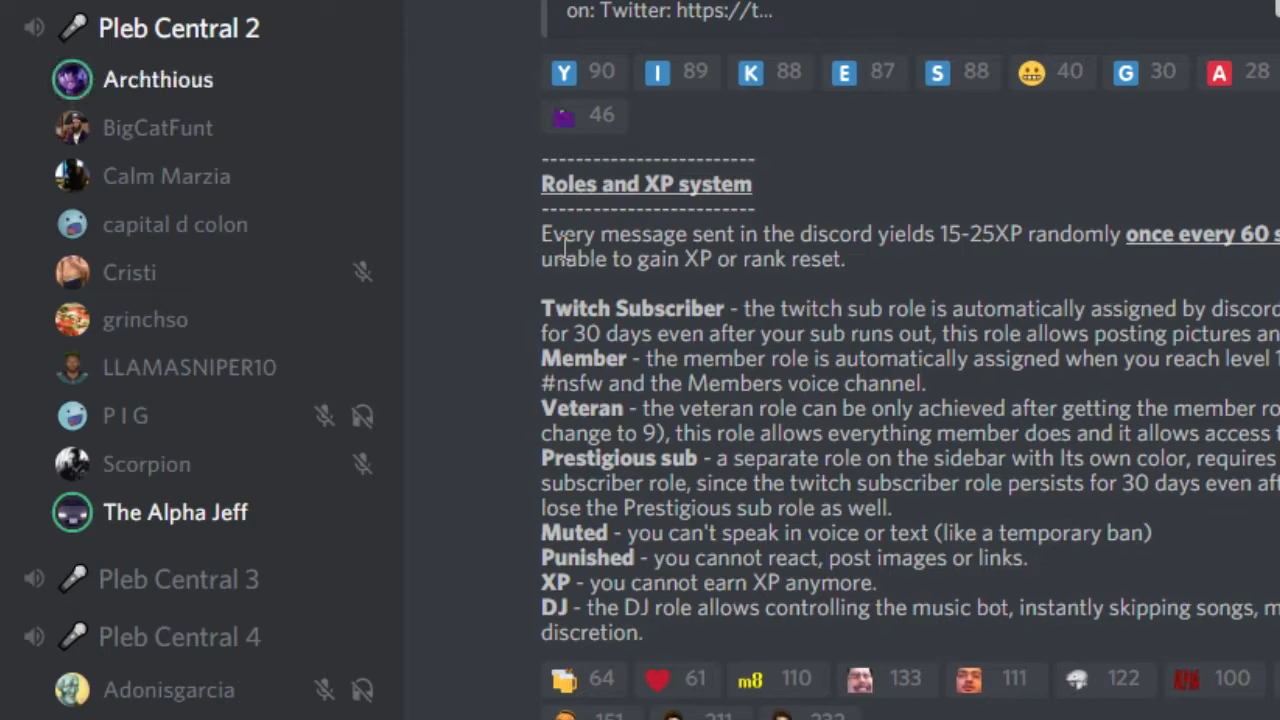 Pleb Central 2
Archthious
BigCatFunt
Calm Marzia
capital d colon
Cristi
grinchso
LLAMASNIPER10
P I G
Scorpion
The Alpha Jeff
Pleb Central 3
Pleb Central 4
Adonisgarcia
on: Twitter: https://t...
Y 90 I 89 K 88 E 87 S 88 40 G 30 A 28
46
-------------------------
Roles and XP system
-------------------------
Every message sent in the discord yields 15-25XP randomly once every 60 s
unable to gain XP or rank reset.
Twitch Subscriber - the twitch sub role is automatically assigned by discord
for 30 days even after your sub runs out, this role allows posting pictures an
Member - the member role is automatically assigned when you reach level 1
#nsfw and the Members voice channel.
Veteran - the veteran role can be only achieved after getting the member ro
change to 9), this role allows everything member does and it allows access t
Prestigious sub - a separate role on the sidebar with Its own color, requires
subscriber role, since the twitch subscriber role persists for 30 days even aft
lose the Prestigious sub role as well.
Muted - you can't speak in voice or text (like a temporary ban)
Punished - you cannot react, post images or links.
XP - you cannot earn XP anymore.
DJ - the DJ role allows controlling the music bot, instantly skipping songs, m
discretion.
64 61 m8 110 133 111 122 100